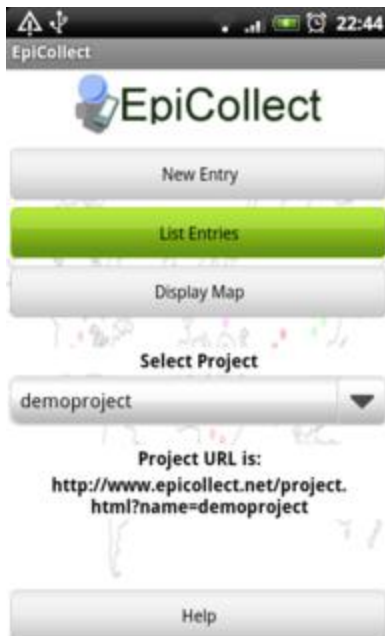 22:44
EpiCollect
EpiCollect
New Entry
List Entries
Display Map
Select Project
demoproject
Project URL is:
http://www.epicollect.net/project.
html?name=demoproject
Help